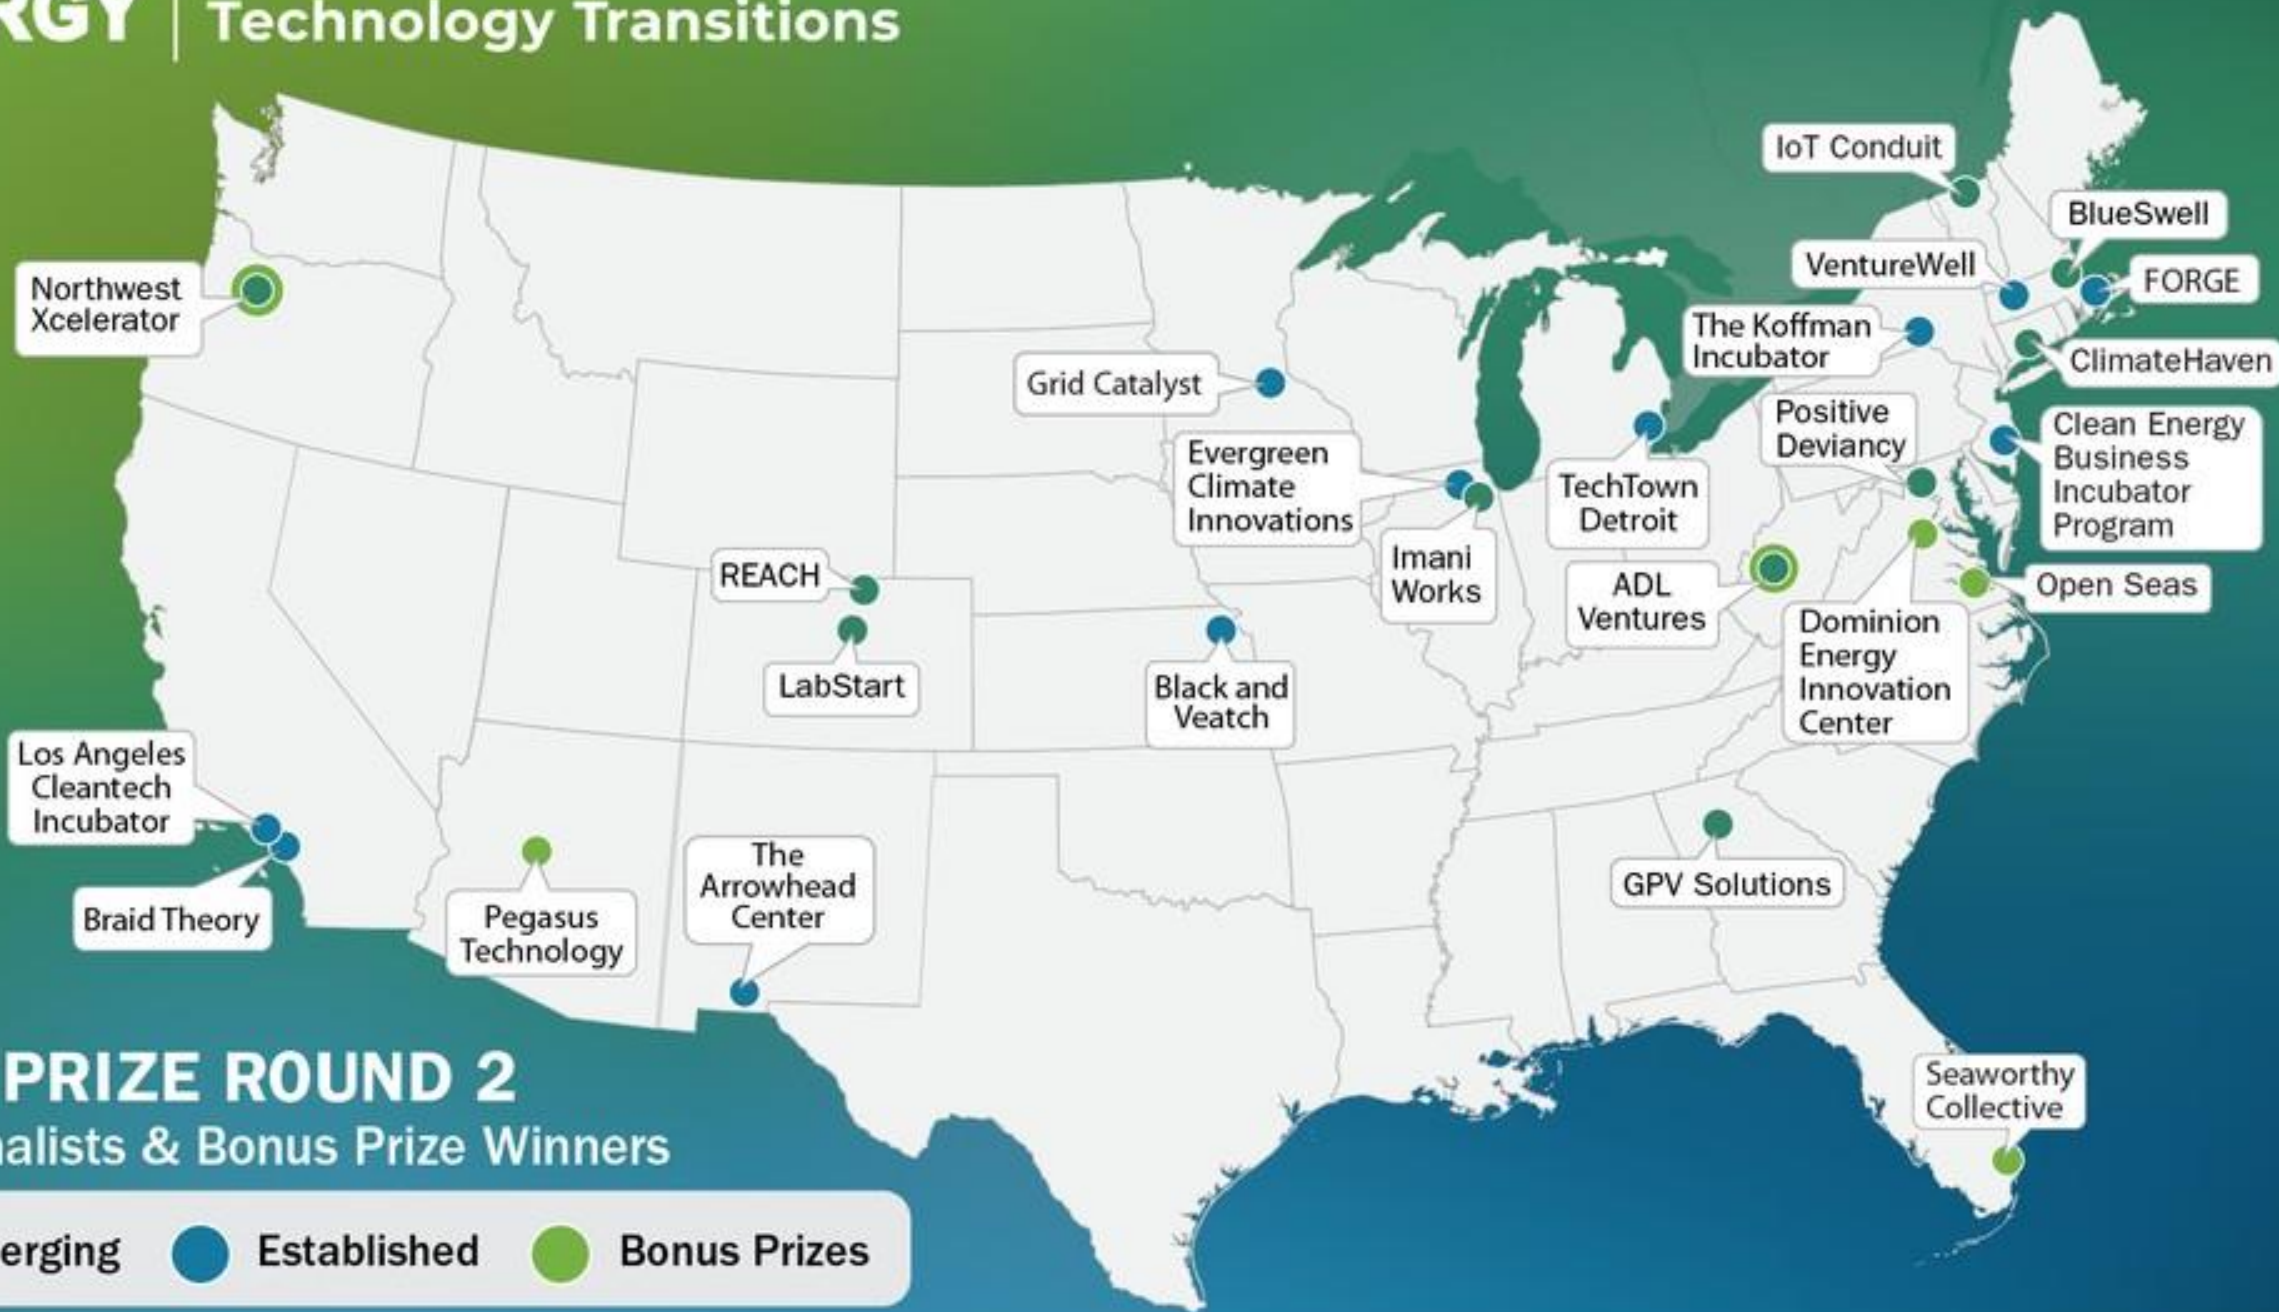 RGY | Technology Transitions
IoT Conduit
BlueSwell
VentureWell
FORGE
Northwest
Xcelerator
The Koffman
Incubator
ClimateHaven
Grid Catalyst
Positive
Deviancy
Clean Energy
Business
Incubator
Program
Evergreen
Climate
Innovations
TechTown
Detroit
Imani
Works
REACH
ADL
Ventures
Open Seas
LabStart
Black and
Veatch
Dominion
Energy
Innovation
Center
Los Angeles
Cleantech
Incubator
The
Arrowhead
Center
GPV Solutions
Braid Theory
Pegasus
Technology
PRIZE ROUND 2
nalists & Bonus Prize Winners
Seaworthy
Collective
erging
Established
Bonus Prizes